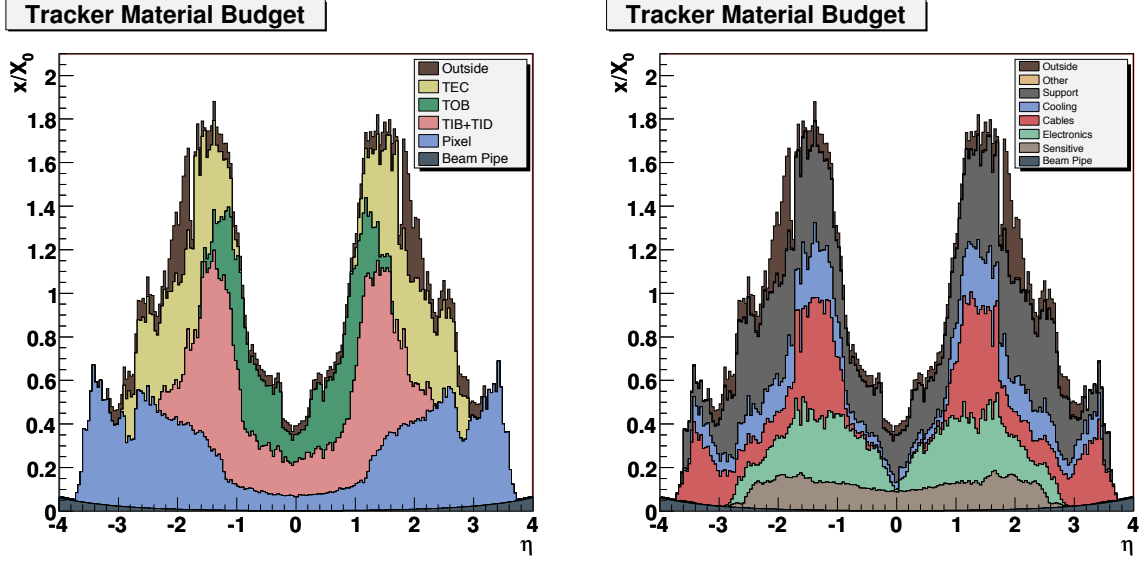 Tracker Material Budget
x/X0
2
1.8
1.6
1.4
1.2
1
0.8
0.6
0.4
0.2
0
-4 -3 -2 -1 0 1 2 3 4
η
Outside
TEC
TOB
TIB+TID
Pixel
Beam Pipe
Tracker Material Budget
x/X0
2
1.8
1.6
1.4
1.2
1
0.8
0.6
0.4
0.2
0
-4 -3 -2 -1 0 1 2 3 4
η
Outside
Other
Support
Cooling
Cables
Electronics
Sensitive
Beam Pipe